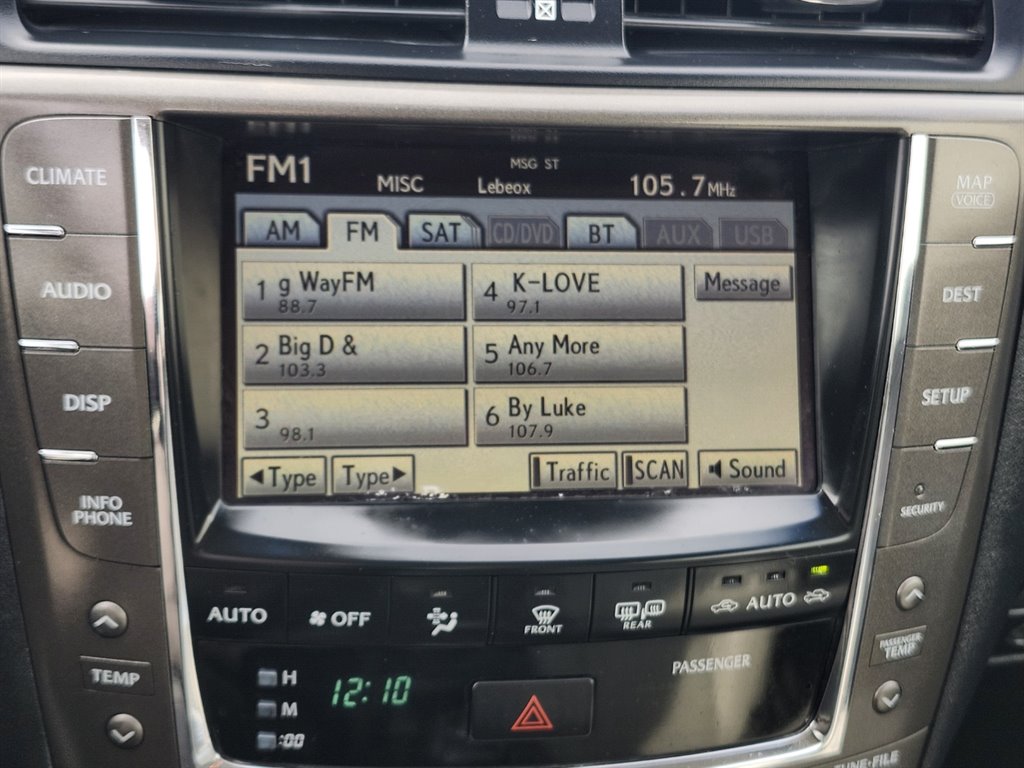 CLIMATE
AUDIO
DISP
INFO
PHONE
TEMP
FM1
MSG ST
MISC Lebeox 105.7MHz
AM FM SAT CD/DVD BT AUX USB
1 g WayFM
88.7
4 K-LOVE
97.1
Message
2 Big D &
103.3
5 Any More
106.7
3
98.1
6 By Luke
107.9
◄Type Type► Traffic SCAN Sound
MAP
VOICE
DEST
SETUP
SECURITY
PASSENGER
TEMP
AUTO OFF FRONT REAR AUTO
PASSENGER
H
M
:00
12:10
TUNE·FILE